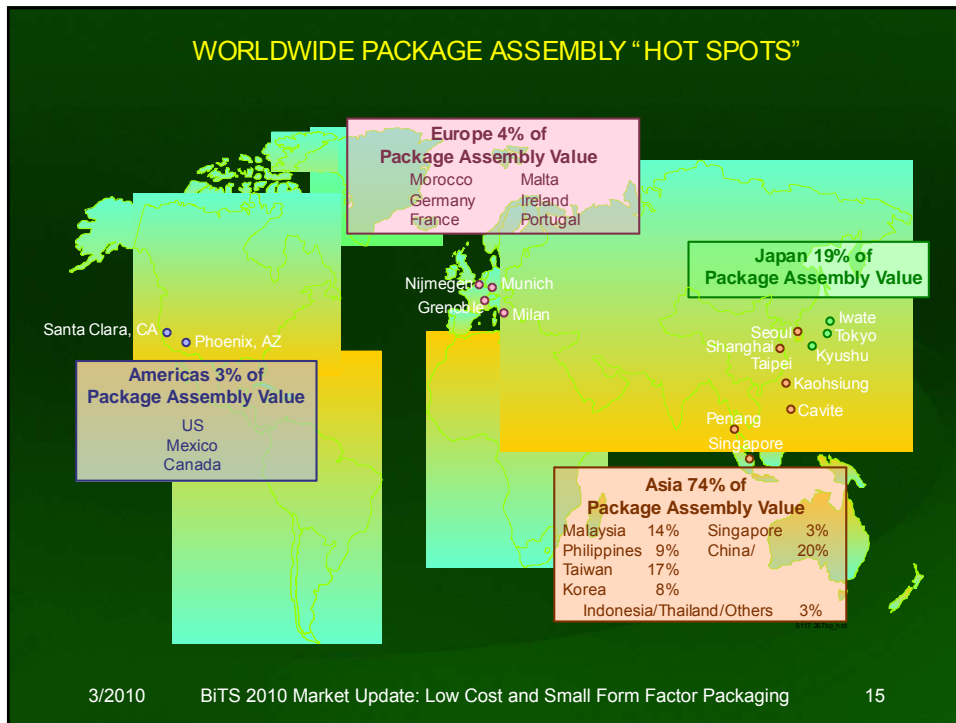 WORLDWIDE PACKAGE ASSEMBLY “HOT SPOTS”
Europe 4% of
Package Assembly Value
Morocco Malta
Germany Ireland
France Portugal
Japan 19% of
Package Assembly Value
Nijmegen Munich
Grenoble
Milan
Santa Clara, CA
Phoenix, AZ
Iwate
Seoul Tokyo
Shanghai
Kyushu
Taipei
Kaohsiung
Cavite
Penang
Singapore
Americas 3% of
Package Assembly Value
US
Mexico
Canada
Asia 74% of
Package Assembly Value
Malaysia 14% Singapore 3%
Philippines 9% China/ 20%
Taiwan 17%
Korea 8%
Indonesia/Thailand/Others 3%
3/2010 BiTS 2010 Market Update: Low Cost and Small Form Factor Packaging 15